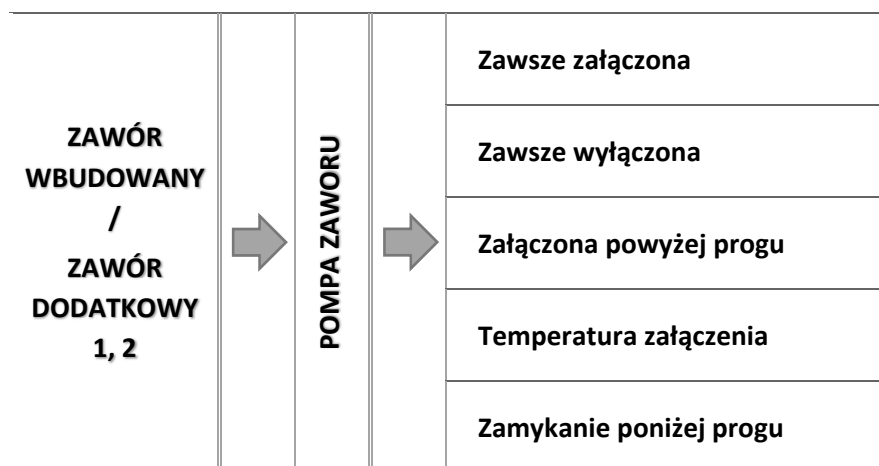 ZAWÓR
WBUDOWANY
/
ZAWÓR
DODATKOWY
1, 2
POMPA ZAWORU
Zawsze załączona
Zawsze wyłączona
Załączona powyżej progu
Temperatura załączenia
Zamykanie poniżej progu